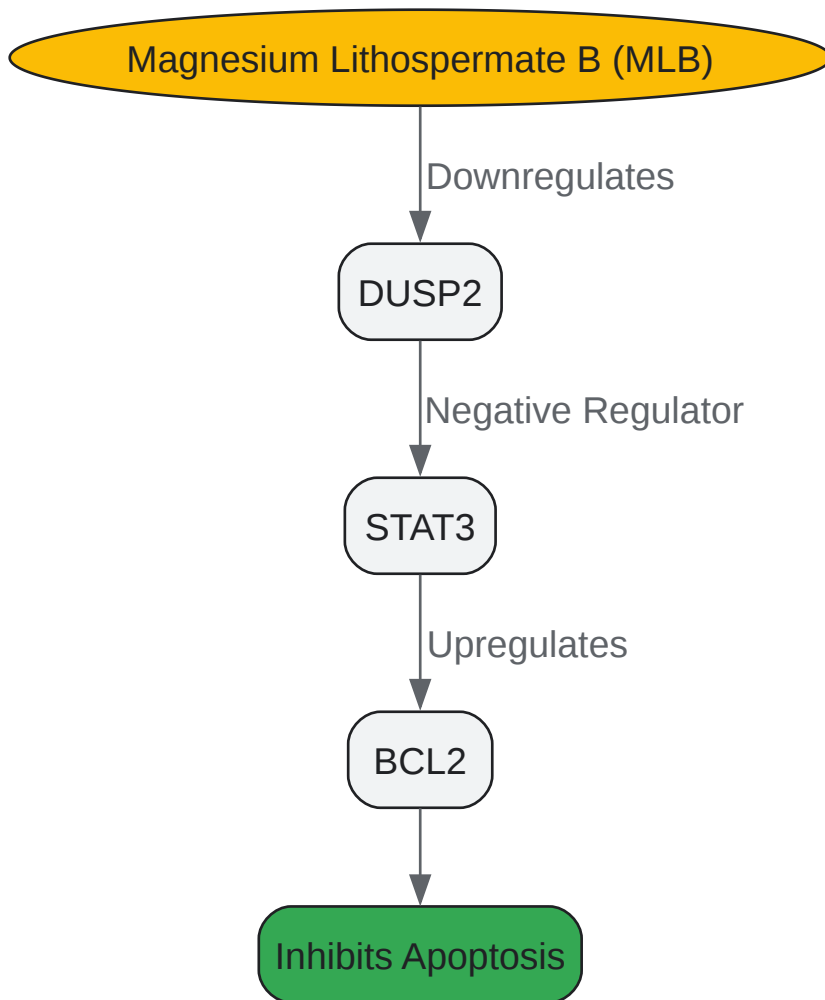 Magnesium Lithospermate B (MLB)
Downregulates
DUSP2
Negative Regulator
STAT3
Upregulates
BCL2
Inhibits Apoptosis